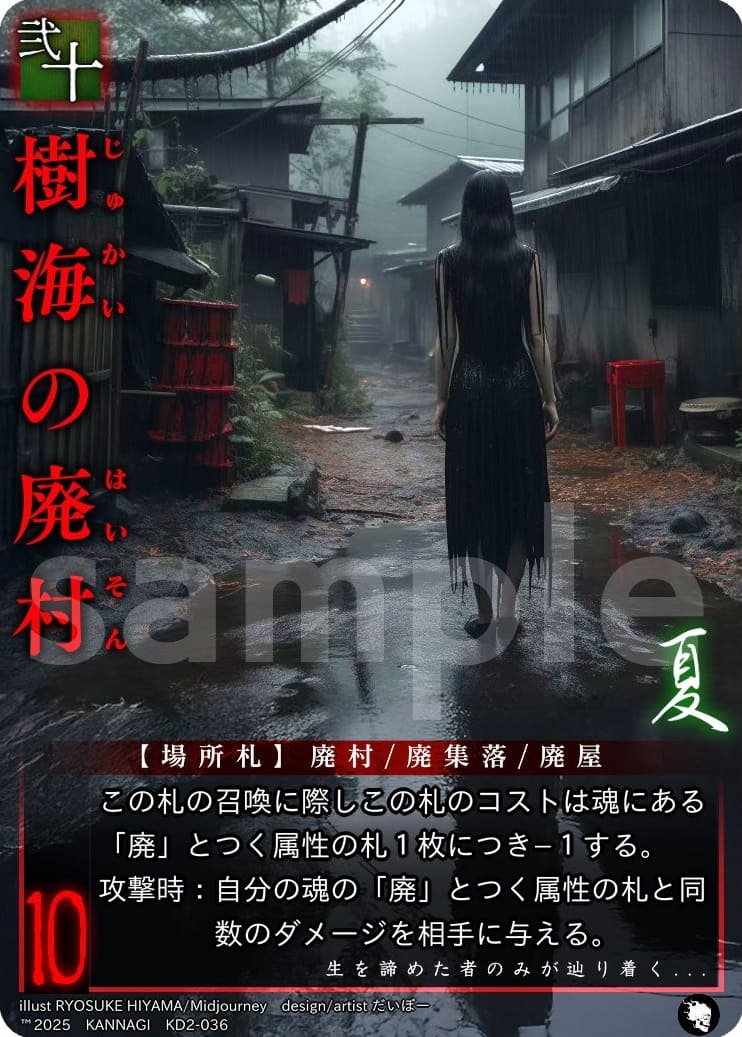 弐十
樹海の廃村
じゅかい
はいそん
sample
夏
【場所札】廃村/廃集落/廃屋
この札の召喚に際しこの札のコストは魂にある
「廃」とつく属性の札１枚につき−１する。
攻撃時：自分の魂の「廃」とつく属性の札と同
数のダメージを相手に与える。
10
生を諦めた者のみが辿り着く...
illust RYOSUKE HIYAMA/Midjourney　design/artist だいぽー
™2025　KANNAGI　KD2-036